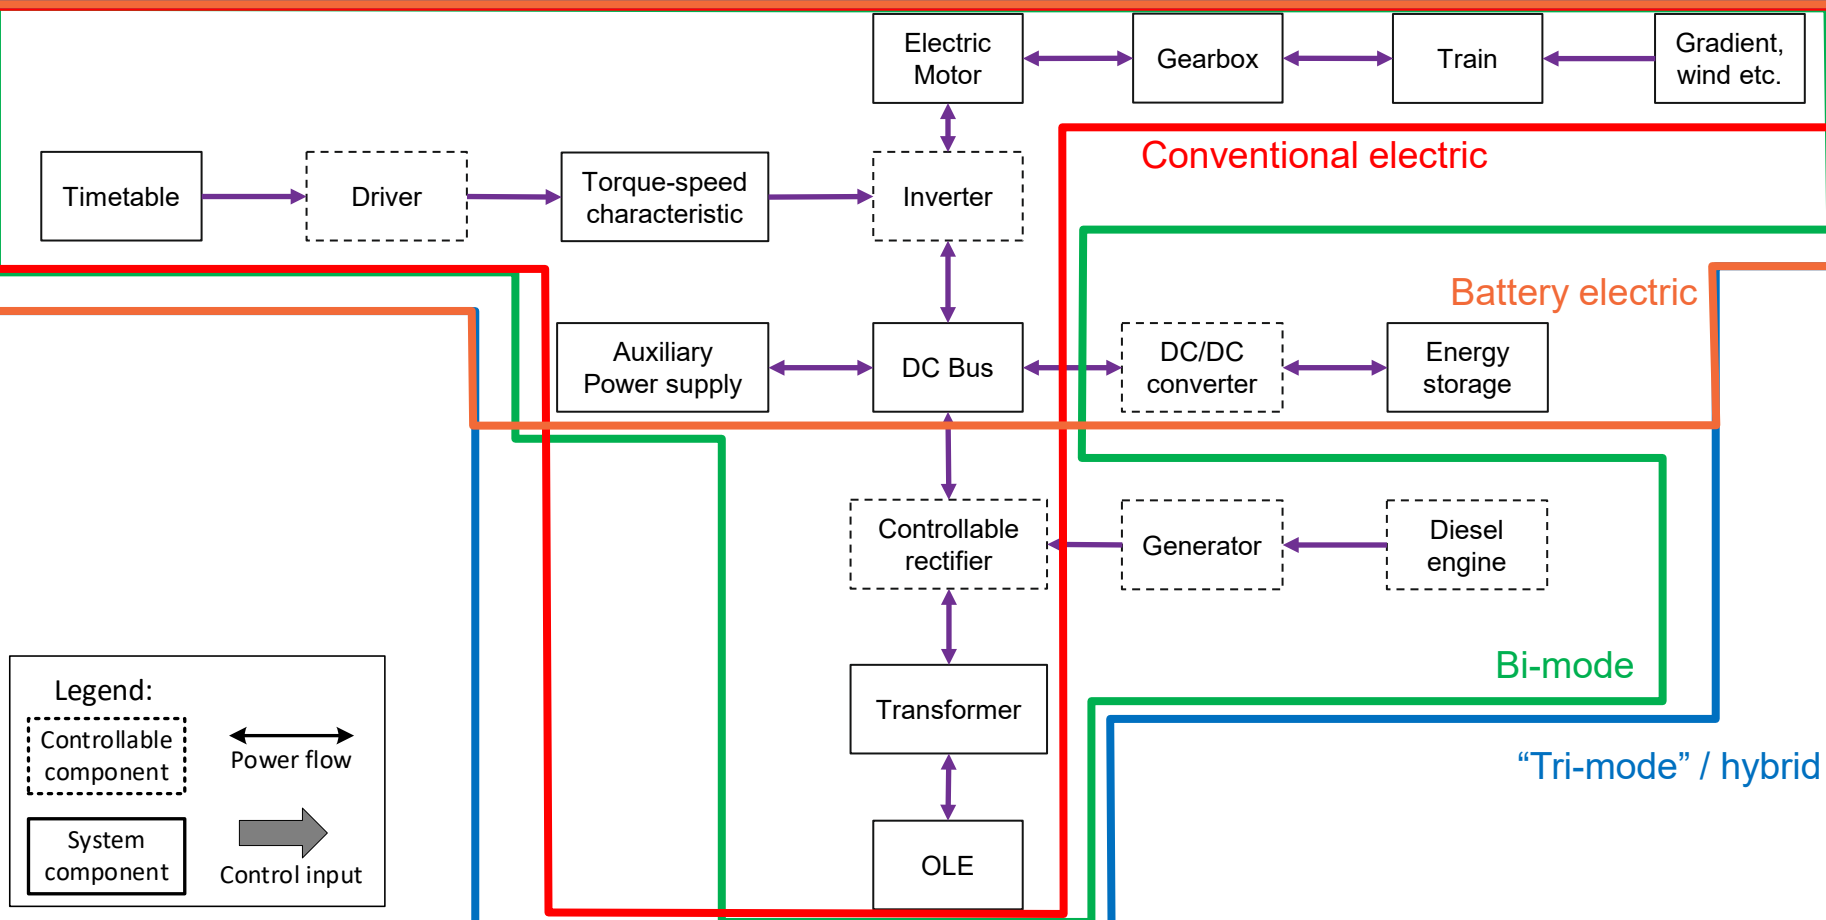 Electric
Motor
Gearbox
Train
Gradient,
wind etc.
Conventional electric
Timetable
Driver
Torque-speed
characteristic
Inverter
Battery electric
Auxiliary
Power supply
DC Bus
DC/DC
converter
Energy
storage
Controllable
rectifier
Generator
Diesel
engine
Bi-mode
Transformer
"Tri-mode" / hybrid
OLE
Legend:
Controllable
component
Power flow
System
component
Control input